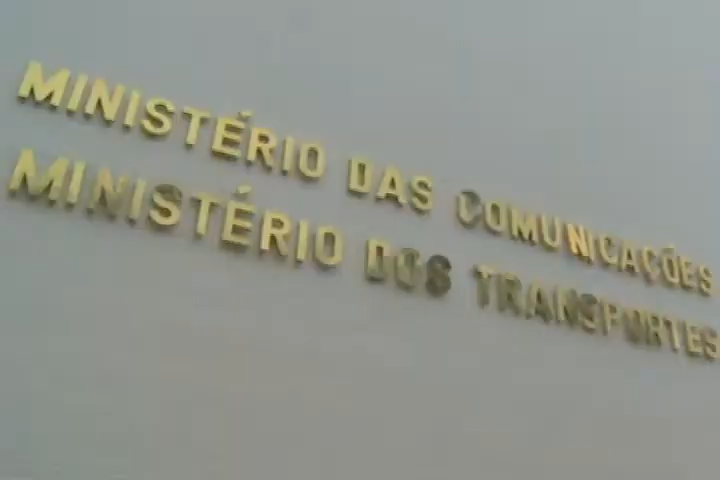 MINISTÉRIO DAS COMUNICAÇÕES
MINISTÉRIO DOS TRANSPORTES